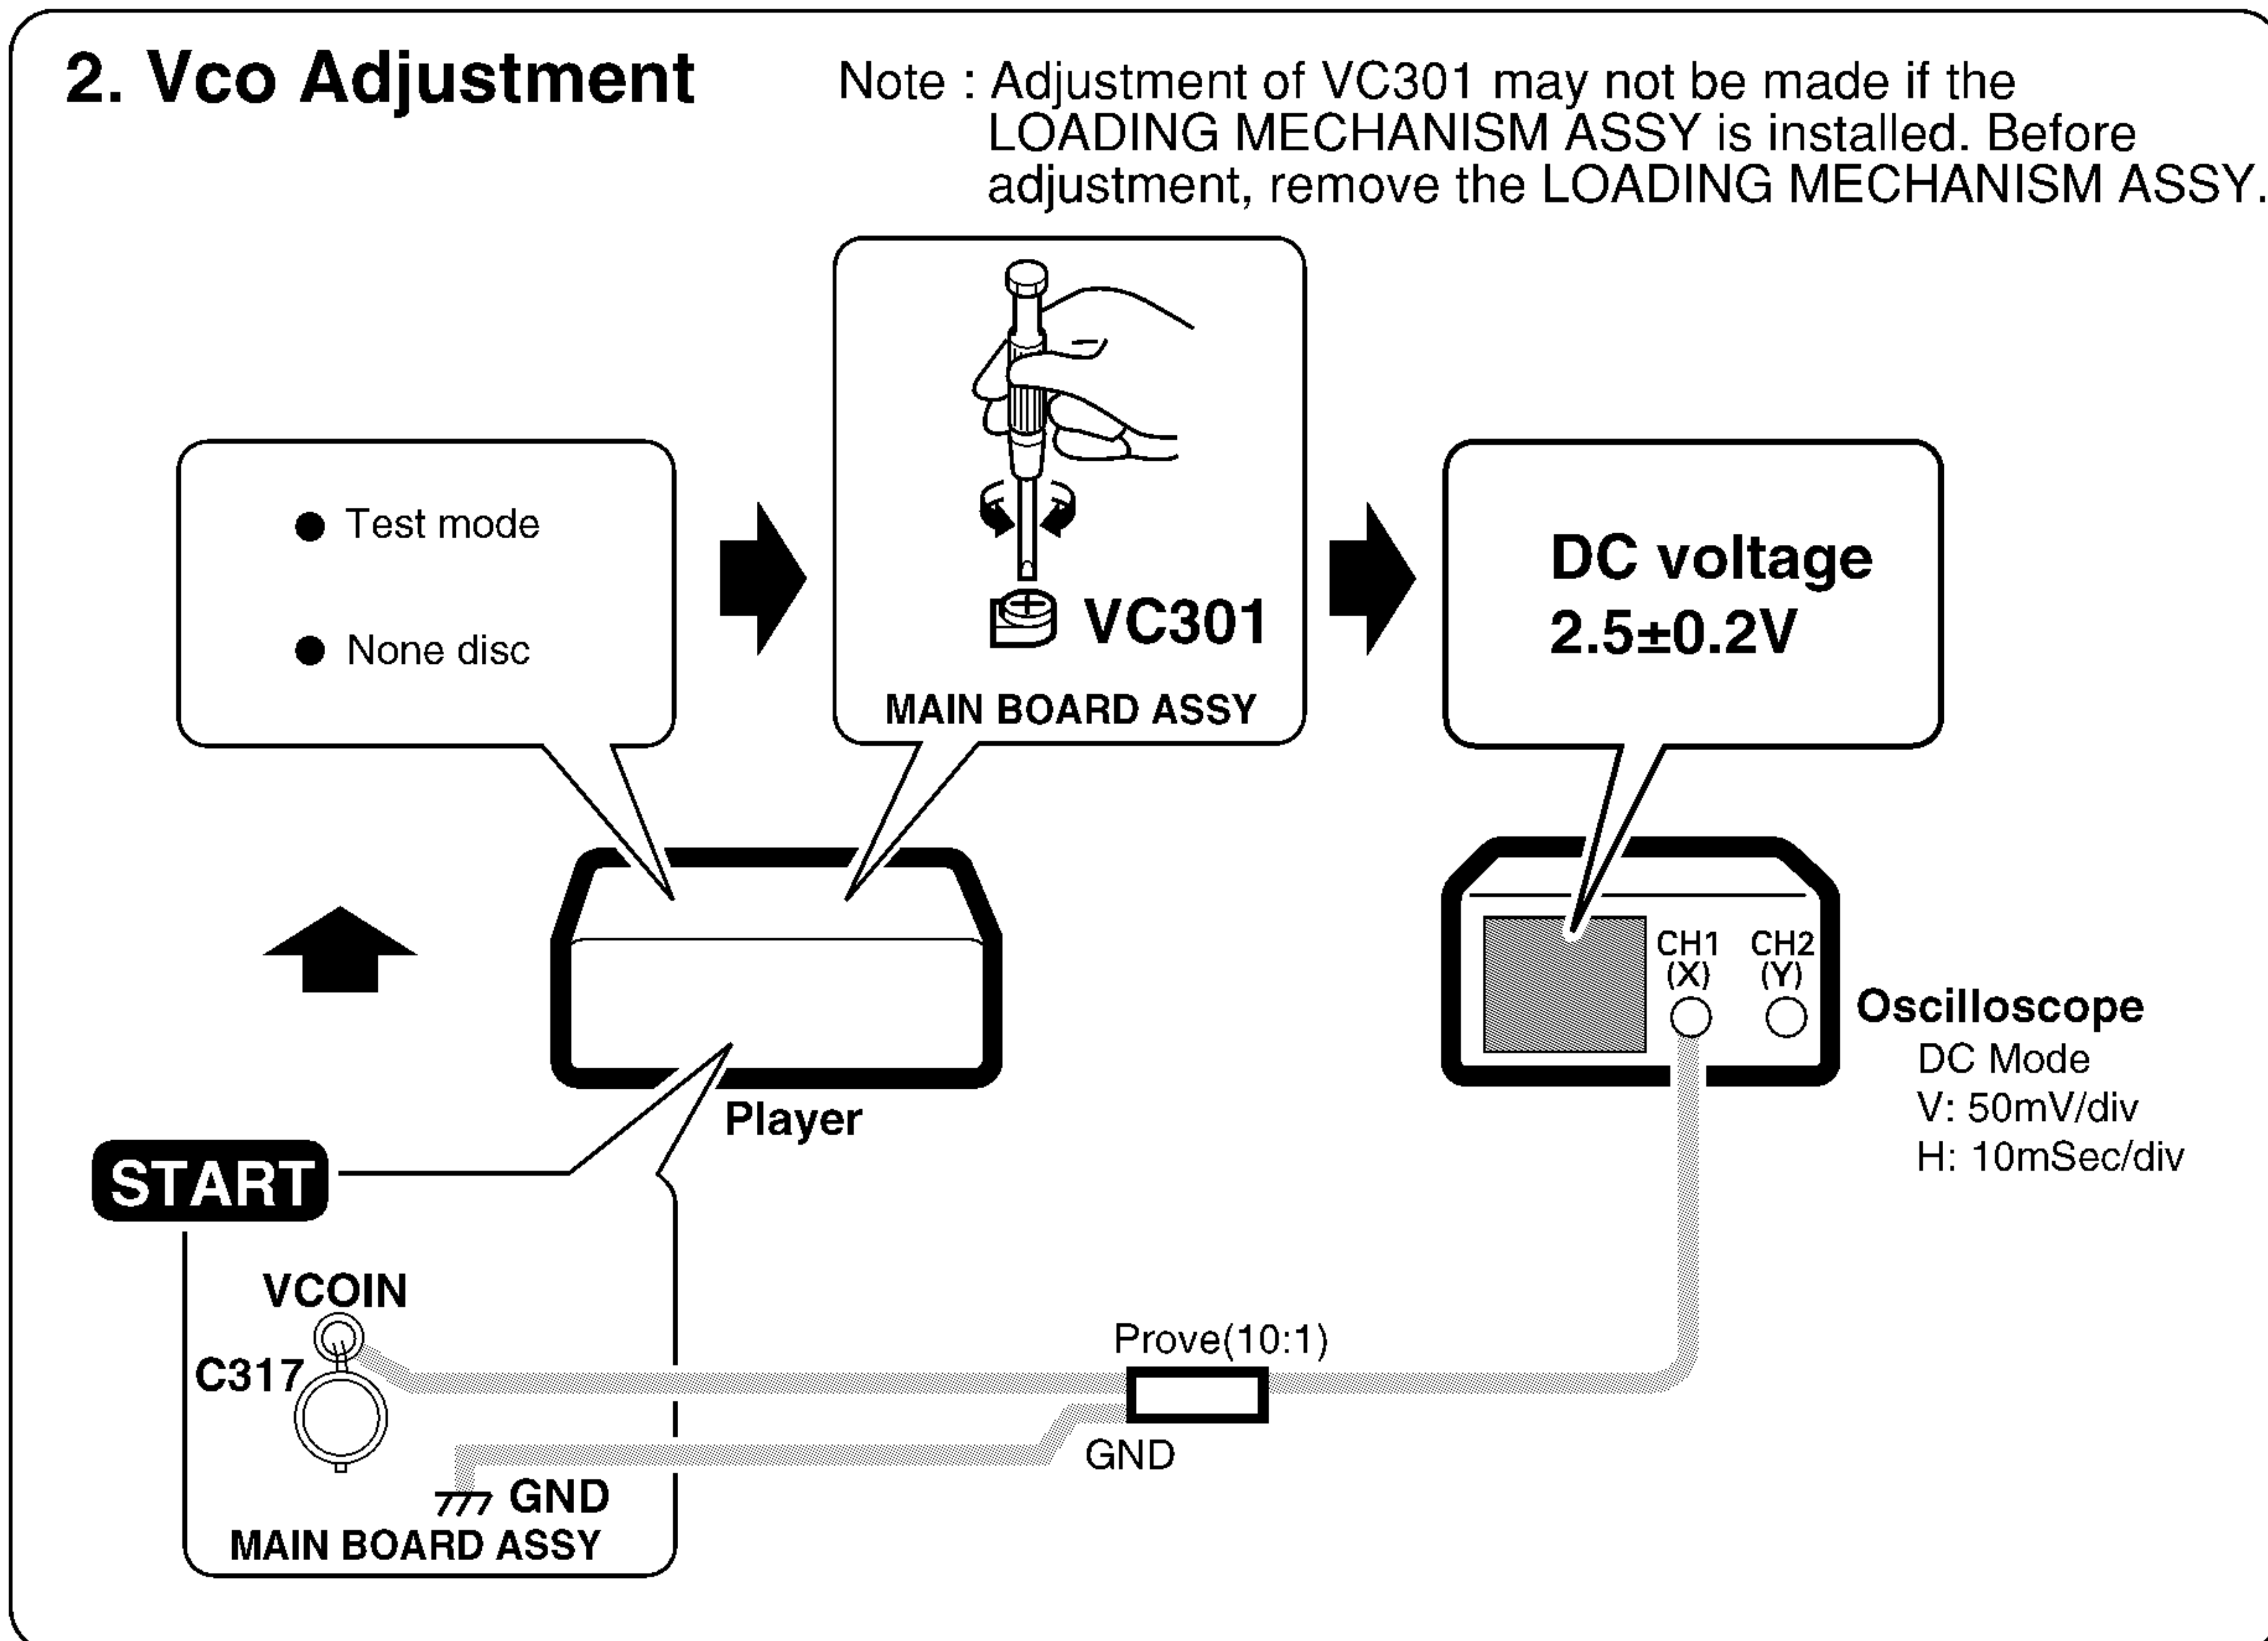 2. Vco Adjustment
Note : Adjustment of VC301 may not be made if the
LOADING MECHANISM ASSY is installed. Before
adjustment, remove the LOADING MECHANISM ASSY.
● Test mode
● None disc
VC301
MAIN BOARD ASSY
DC voltage
2.5±0.2V
Player
CH1
(X)
CH2
(Y)
Oscilloscope
DC Mode
V: 50mV/div
H: 10mSec/div
START
VCOIN
C317
GND
MAIN BOARD ASSY
Prove(10:1)
GND